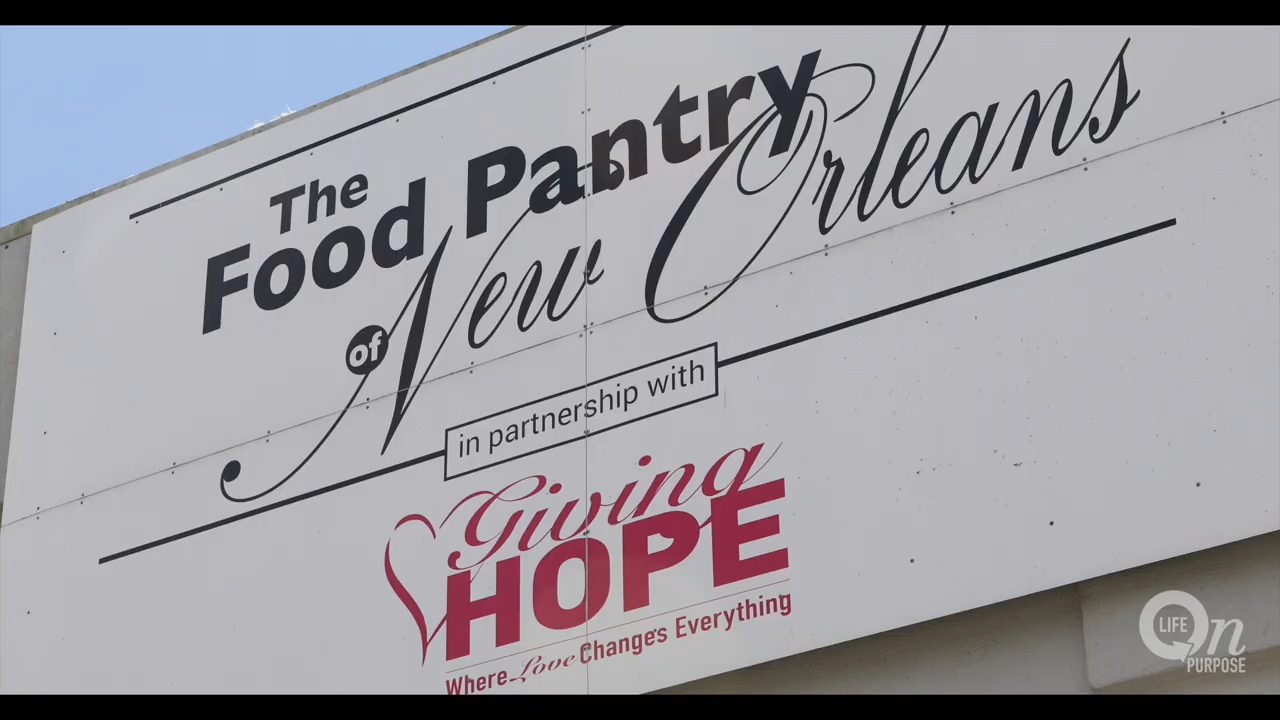 The
Food Pantry
of New Orleans
in partnership with
Giving
HOPE
Where Love Changes Everything
LIFE On
PURPOSE